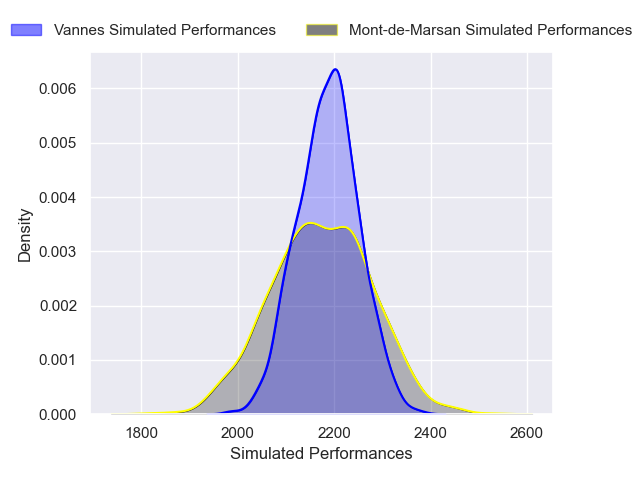 Vannes Simulated Performances Mont-de-Marsan Simulated Performances
0.006
0.005
0.004
0.003
0.002
0.001
0.000
Density
1800 2000 2200 2400 2600
Simulated Performances